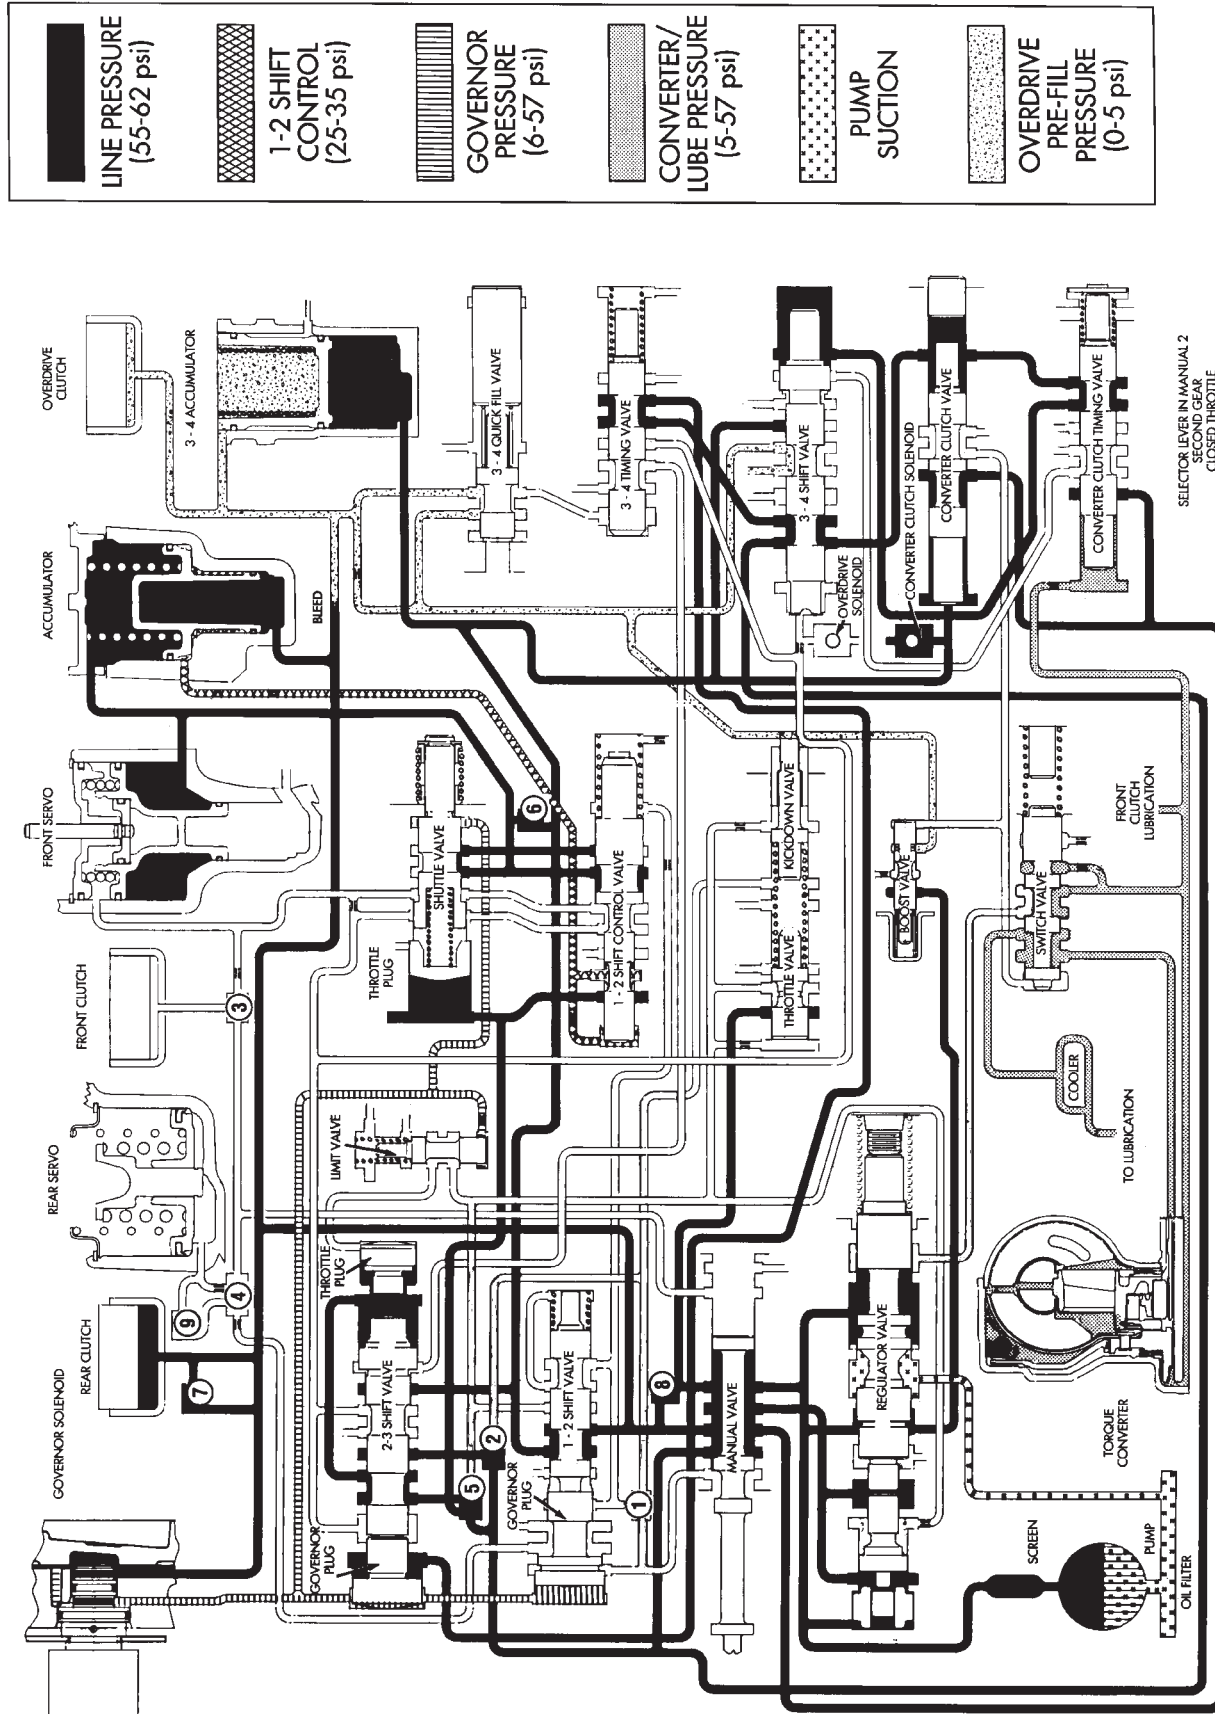 LINE PRESSURE
(55-62 psi)
1-2 SHIFT
CONTROL
(25-35 psi)
GOVERNOR
PRESSURE
(6-57 psi)
CONVERTER/
LUBE PRESSURE
(5-57 psi)
PUMP
SUCTION
OVERDRIVE
PRE-FILL
PRESSURE
(0-5 psi)
GOVERNOR SOLENOID
REAR CLUTCH
REAR SERVO
FRONT CLUTCH
FRONT SERVO
ACCUMULATOR
BLEED
OVERDRIVE
CLUTCH
3 - 4 ACCUMULATOR
7
9
4
3
6
GOVERNOR
PLUG
2-3 SHIFT VALVE
THROTTLE
PLUG
LIMIT VALVE
THROTTLE
PLUG
SHUTTLE VALVE
3 - 4 QUICK FILL VALVE
5
2
GOVERNOR
PLUG
1-2 SHIFT VALVE
1 - 2 SHIFT CONTROL VALVE
3 - 4 TIMING VALVE
1
8
MANUAL VALVE
THROTTLE VALVE
KICKDOWN VALVE
3 - 4 SHIFT VALVE
OVERDRIVE
SOLENOID
CONVERTER CLUTCH SOLENOID
REGULATOR VALVE
BOOST VALVE
CONVERTER CLUTCH VALVE
SCREEN
PUMP
OIL FILTER
TORQUE
CONVERTER
COOLER
TO LUBRICATION
SWITCH VALVE
FRONT
CLUTCH
LUBRICATION
CONVERTER CLUTCH TIMING VALVE
SELECTOR LEVER IN MANUAL 2
SECOND GEAR
CLOSED THROTTLE